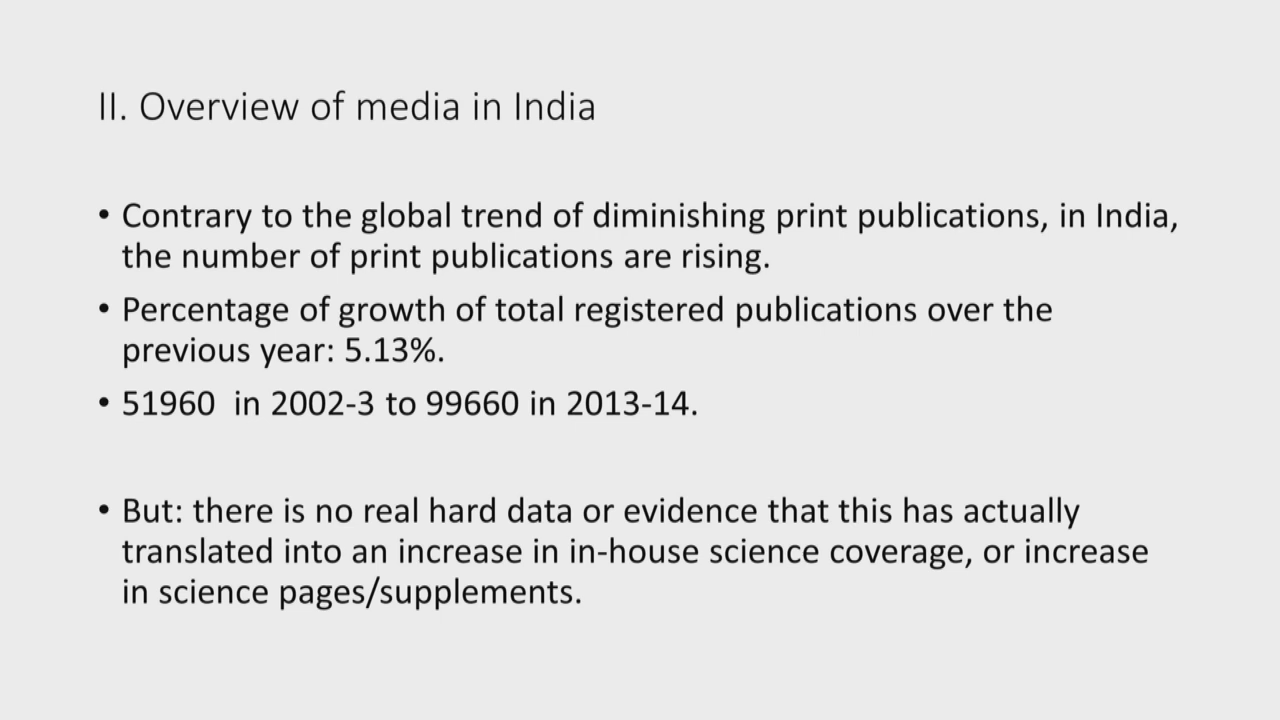 II. Overview of media in India
• Contrary to the global trend of diminishing print publications, in India,
the number of print publications are rising.
• Percentage of growth of total registered publications over the
previous year: 5.13%.
• 51960  in 2002-3 to 99660 in 2013-14.
• But: there is no real hard data or evidence that this has actually
translated into an increase in in-house science coverage, or increase
in science pages/supplements.